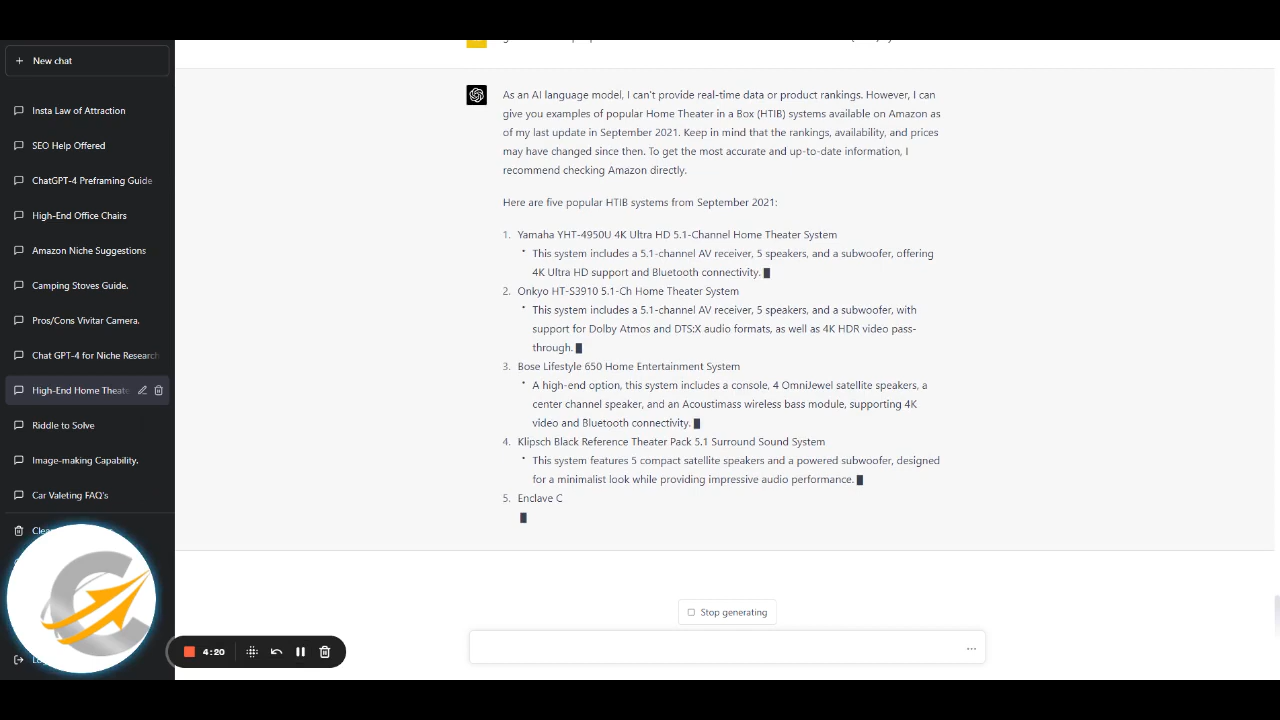 New chat
Insta Law of Attraction
SEO Help Offered
ChatGPT-4 Preframing Guide
High-End Office Chairs
Amazon Niche Suggestions
Camping Stoves Guide.
Pros/Cons Vivitar Camera.
Chat GPT-4 for Niche Research
High-End Home Theate
Riddle to Solve
Image-making Capability.
Car Valeting FAQ's
Clea
As an AI language model, I can't provide real-time data or product rankings. However, I can
give you examples of popular Home Theater in a Box (HTIB) systems available on Amazon as
of my last update in September 2021. Keep in mind that the rankings, availability, and prices
may have changed since then. To get the most accurate and up-to-date information, I
recommend checking Amazon directly.
Here are five popular HTIB systems from September 2021:
1. Yamaha YHT-4950U 4K Ultra HD 5.1-Channel Home Theater System
• This system includes a 5.1-channel AV receiver, 5 speakers, and a subwoofer, offering
4K Ultra HD support and Bluetooth connectivity.
2. Onkyo HT-S3910 5.1-Ch Home Theater System
• This system includes a 5.1-channel AV receiver, 5 speakers, and a subwoofer, with
support for Dolby Atmos and DTS:X audio formats, as well as 4K HDR video pass-
through.
3. Bose Lifestyle 650 Home Entertainment System
• A high-end option, this system includes a console, 4 OmniJewel satellite speakers, a
center channel speaker, and an Acoustimass wireless bass module, supporting 4K
video and Bluetooth connectivity.
4. Klipsch Black Reference Theater Pack 5.1 Surround Sound System
• This system features 5 compact satellite speakers and a powered subwoofer, designed
for a minimalist look while providing impressive audio performance.
5. Enclave C
Stop generating
4:20